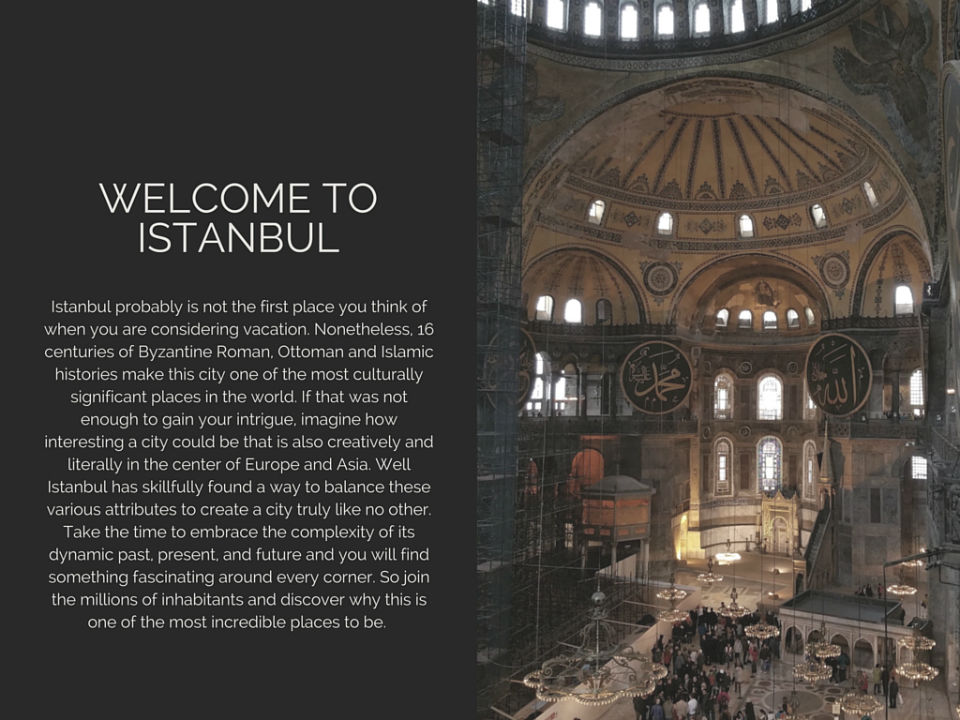 WELCOME TO
ISTANBUL
Istanbul probably is not the first place you think of
when you are considering vacation. Nonetheless, 16
centuries of Byzantine Roman, Ottoman and Islamic
histories make this city one of the most culturally
significant places in the world. If that was not
enough to gain your intrigue, imagine how
interesting a city could be that is also creatively and
literally in the center of Europe and Asia. Well
Istanbul has skillfully found a way to balance these
various attributes to create a city truly like no other.
Take the time to embrace the complexity of its
dynamic past, present, and future and you will find
something fascinating around every corner. So join
the millions of inhabitants and discover why this is
one of the most incredible places to be.
محمد
الله